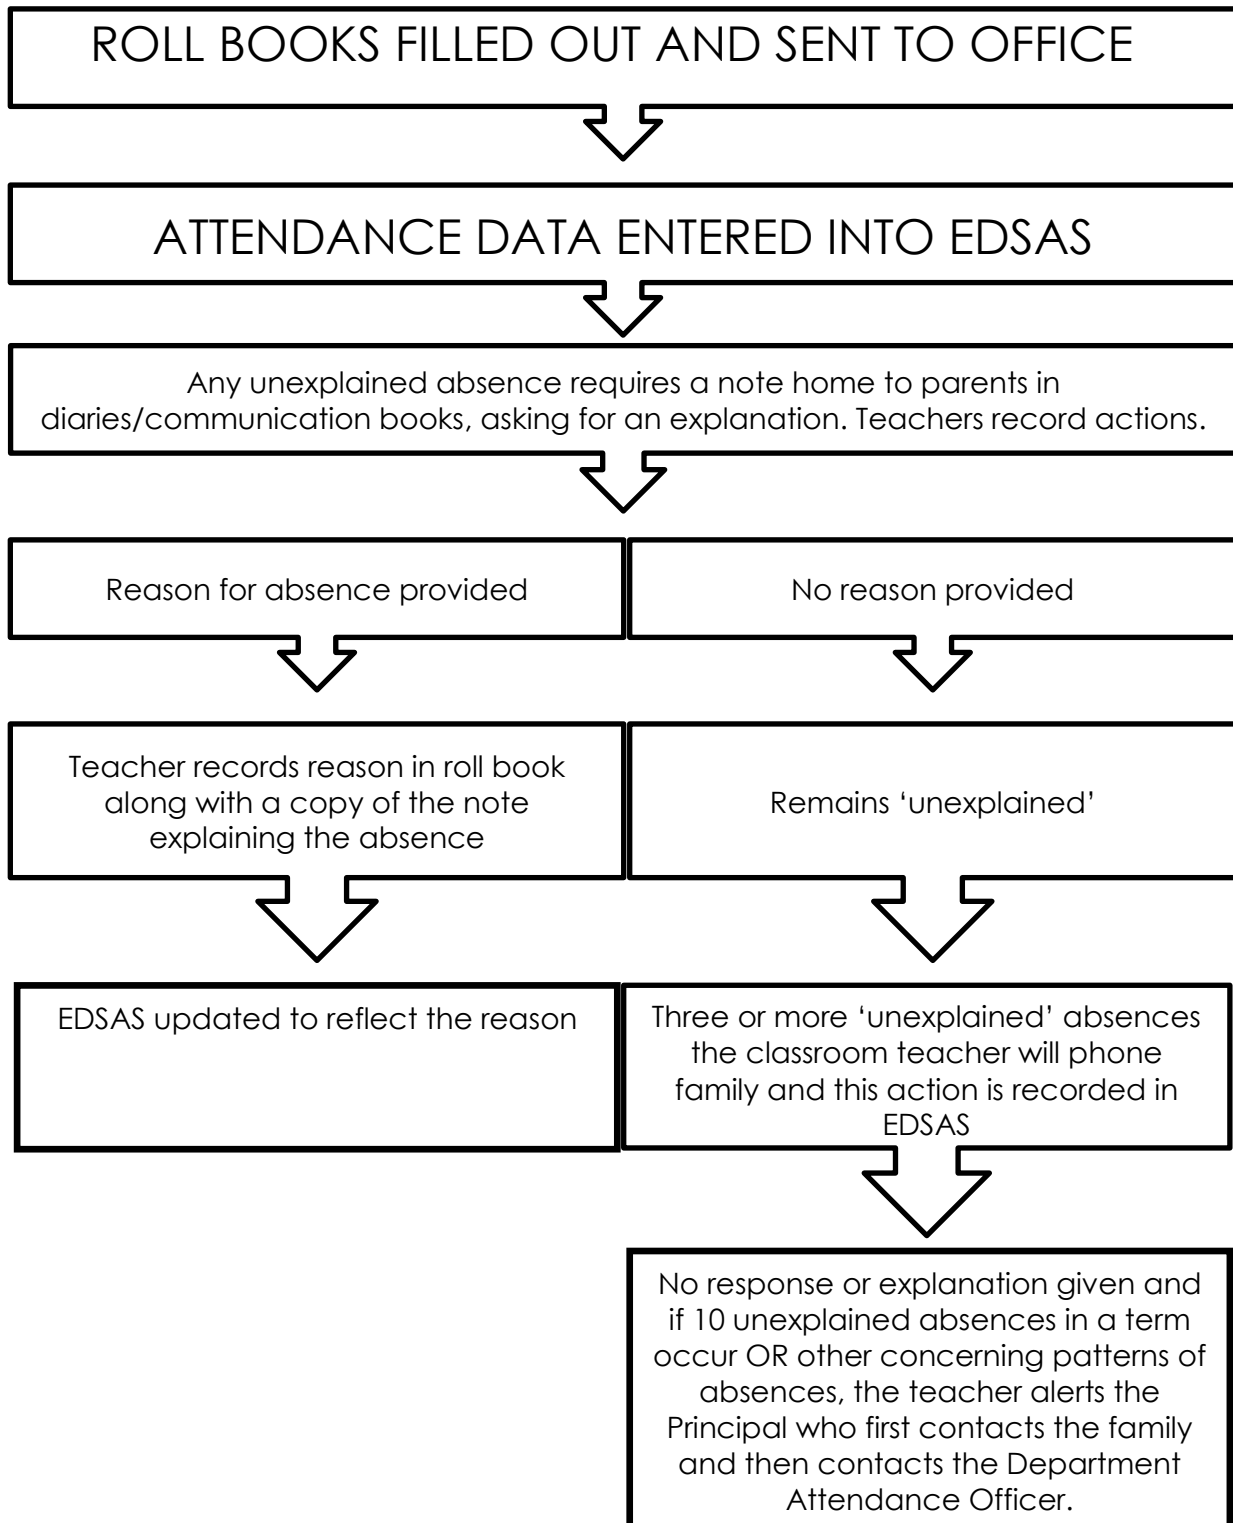 ROLL BOOKS FILLED OUT AND SENT TO OFFICE
ATTENDANCE DATA ENTERED INTO EDSAS
Any unexplained absence requires a note home to parents in
diaries/communication books, asking for an explanation. Teachers record actions.
Reason for absence provided
No reason provided
Teacher records reason in roll book
along with a copy of the note
explaining the absence
Remains ‘unexplained’
EDSAS updated to reflect the reason
Three or more ‘unexplained’ absences
the classroom teacher will phone
family and this action is recorded in
EDSAS
No response or explanation given and
if 10 unexplained absences in a term
occur OR other concerning patterns of
absences, the teacher alerts the
Principal who first contacts the family
and then contacts the Department
Attendance Officer.